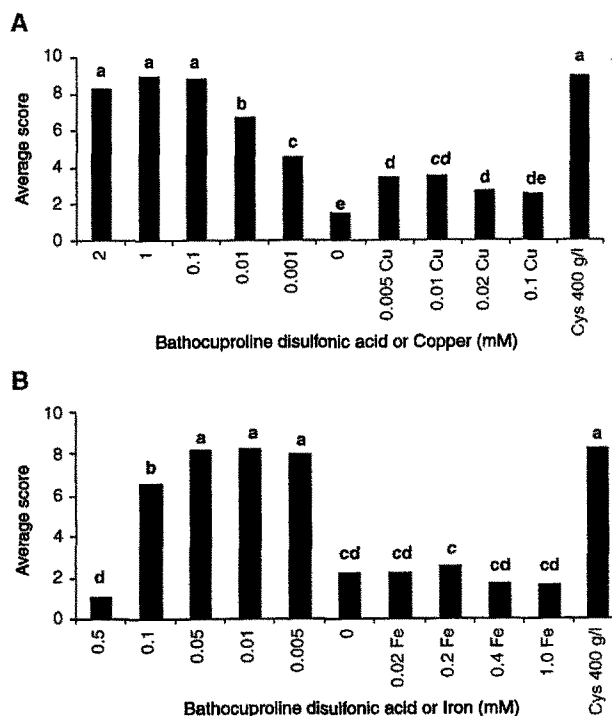 A
Average score
10
8
6
4
2
0
a a a b c e d cd d de a
2 1 0.1 0.01 0.001 0 0.005 Cu 0.01 Cu 0.02 Cu 0.1 Cu Cys 400 g/l
Bathocuproline disulfonic acid or Copper (mM)
B
Average score
10
8
6
4
2
0
d b a a a cd cd c cd cd a
0.5 0.1 0.05 0.01 0.005 0 0.02 Fe 0.2 Fe 0.4 Fe 1.0 Fe Cys 400 g/l
Bathocuproline disulfonic acid or Iron (mM)